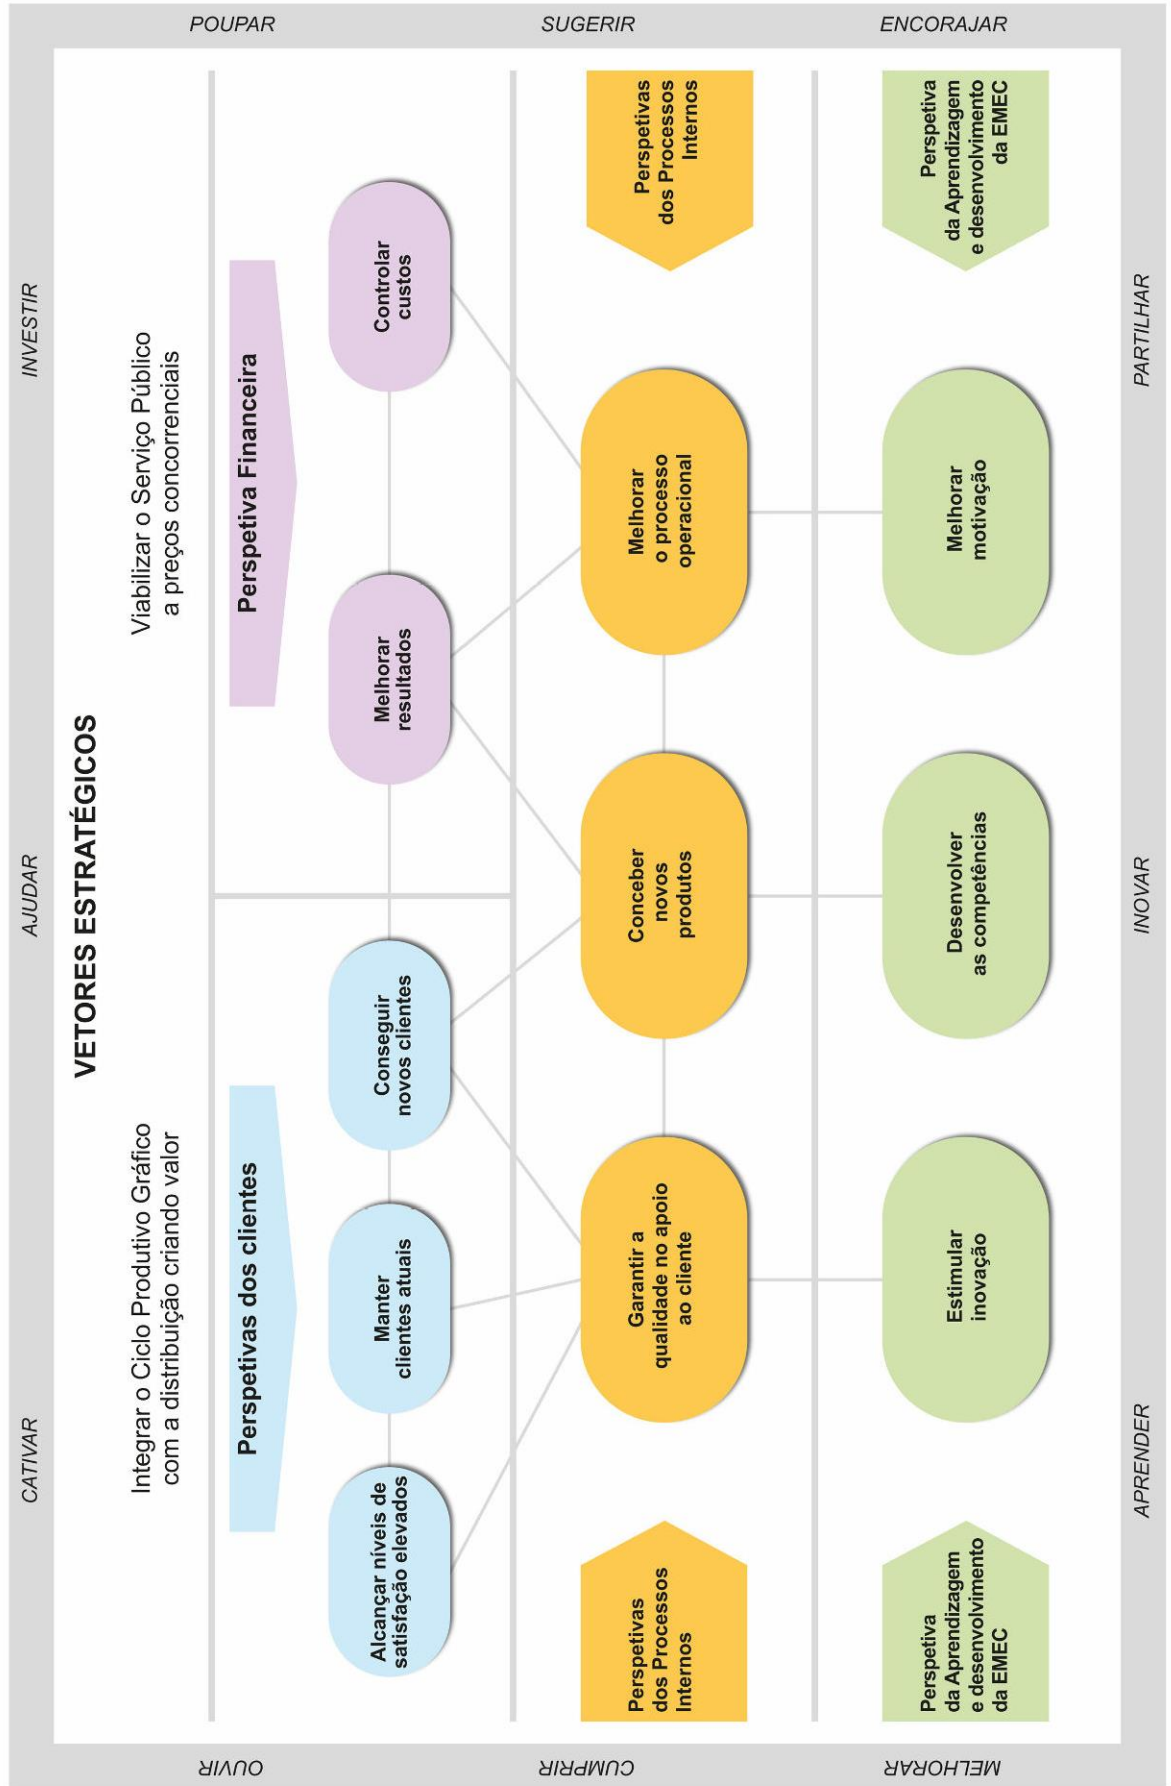 CATIVAR
AJUDAR
INVESTIR
VETORES ESTRATÉGICOS
Integrar o Ciclo Produtivo Gráfico
com a distribuição criando valor
Viabilizar o Serviço Público
a preços concorrenciais
OUVIR
POUPAR
Perspetivas dos clientes
Perspetiva Financeira
Alcançar níveis de
satisfação elevados
Manter
clientes atuais
Conseguir
novos clientes
Melhorar
resultados
Controlar
custos
CUMPRIR
SUGERIR
Perspetivas
dos Processos
Internos
Garantir a
qualidade no apoio
ao cliente
Conceber
novos
produtos
Melhorar
o processo
operacional
Perspetivas
dos Processos
Internos
MELHORAR
ENCORAJAR
Perspetiva
da Aprendizagem
e desenvolvimento
da EMEC
Estimular
inovação
Desenvolver
as competências
Melhorar
motivação
Perspetiva
da Aprendizagem
e desenvolvimento
da EMEC
APRENDER
INOVAR
PARTILHAR